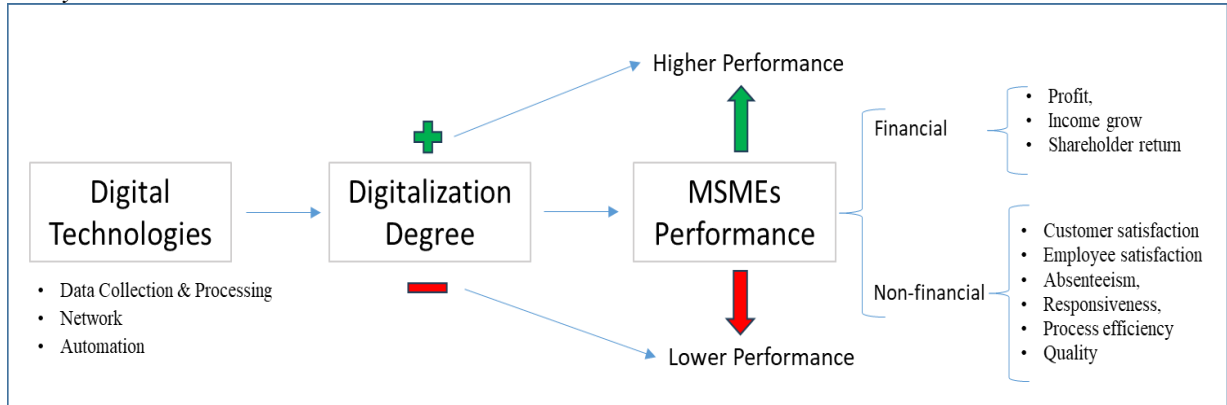 Higher Performance
Digital
Technologies
• Data Collection & Processing
• Network
• Automation
Digitalization
Degree
MSMEs
Performance
Lower Performance
Financial
• Profit,
• Income grow
• Shareholder return
Non-financial
• Customer satisfaction
• Employee satisfaction
• Absenteeism,
• Responsiveness,
• Process efficiency
• Quality